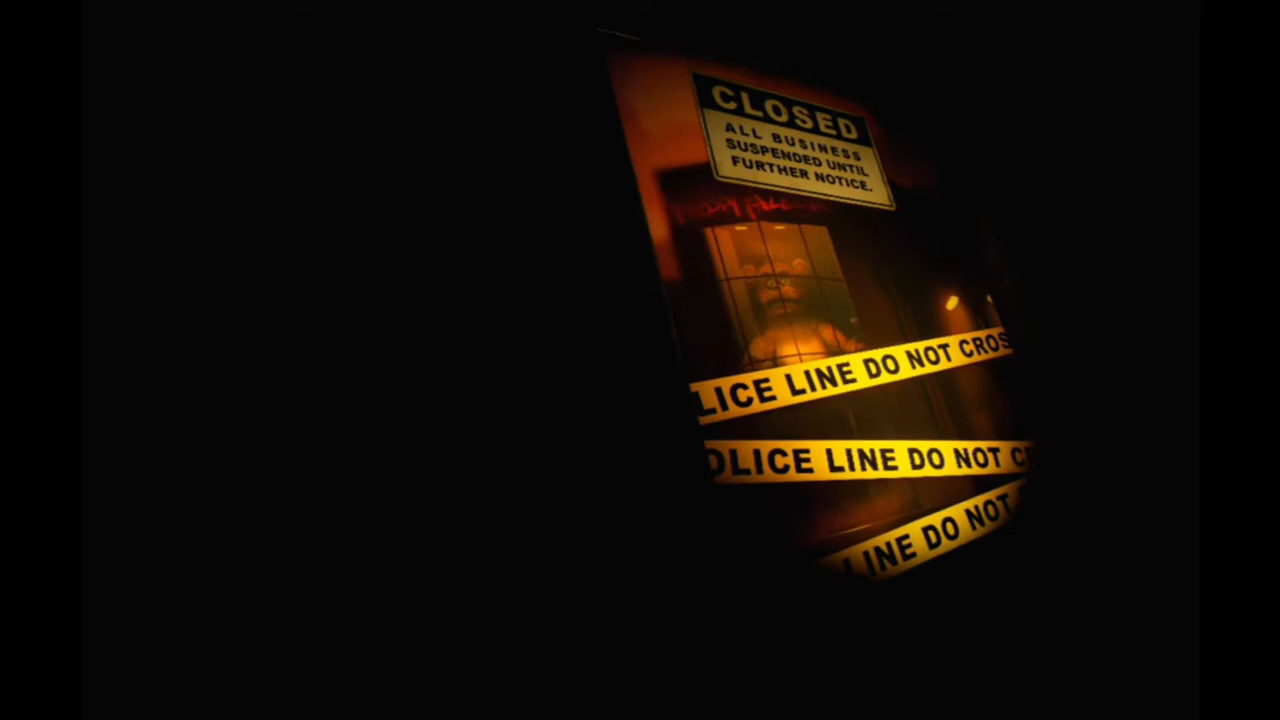 CLOSED
ALL BUSINESS
SUSPENDED UNTIL
FURTHER NOTICE.
LICE LINE DO NOT CROS
OLICE LINE DO NOT C
LINE DO NOT